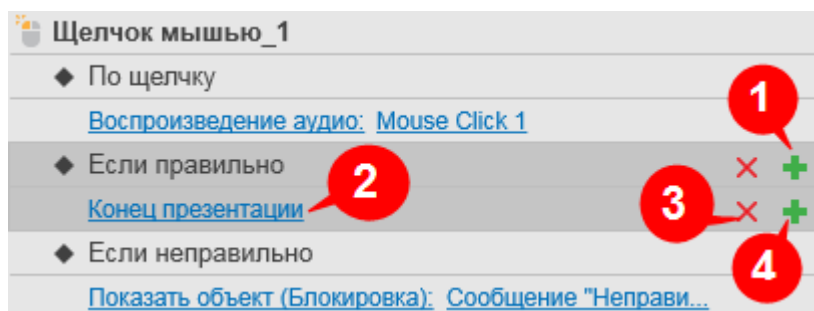 Щелчок мышью_1
По щелчку
1
Воспроизведение аудио: Mouse Click 1
Если правильно
2
Конец презентации
3
Если неправильно
4
Показать объект (Блокировка): Сообщение "Неправи...